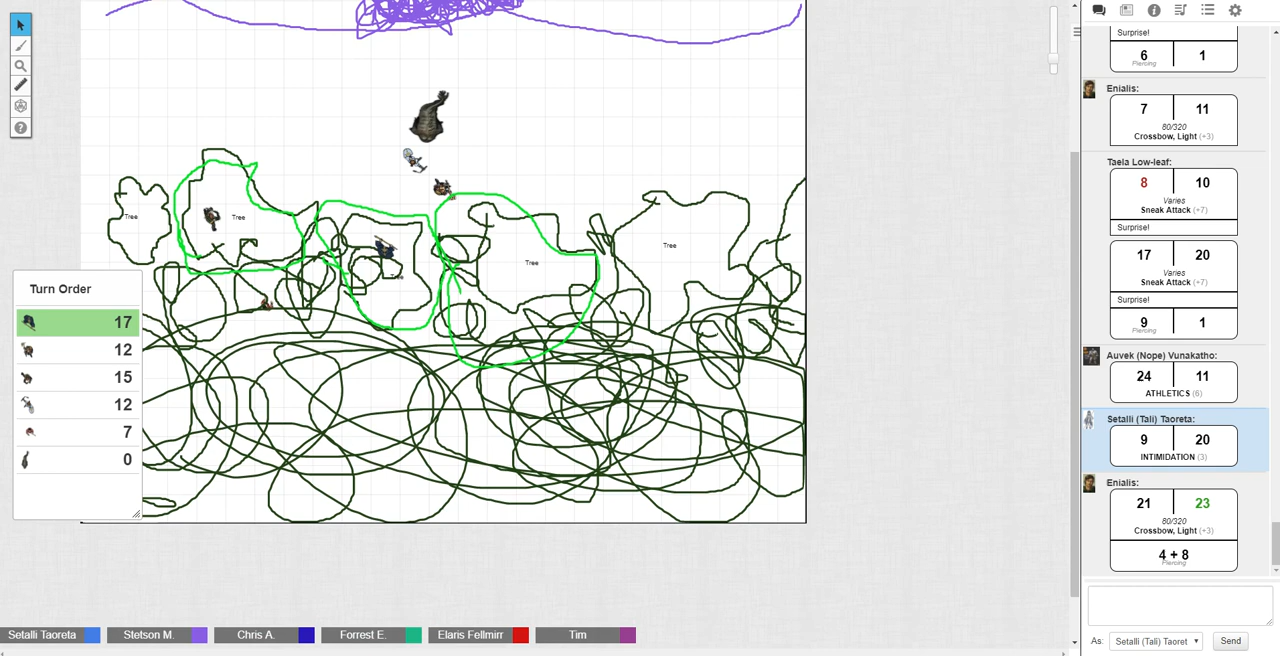 Surprise!
6 1
Piercing
Enialis:
7 11
80/320
Crossbow, Light (+3)
Taela Low-leaf:
8 10
Varies
Sneak Attack (+7)
Surprise!
17 20
Varies
Sneak Attack (+7)
Surprise!
9 1
Piercing
Auvek (Nope) Vunakatho:
24 11
ATHLETICS (6)
Setalli (Tali) Taoreta:
9 20
INTIMIDATION (3)
Enialis:
21 23
80/320
Crossbow, Light (+3)
4 + 8
Piercing
As: Setalli (Tali) Taoret Send
Tree
Tree
Tree
Tree
Turn Order
17
12
15
12
7
0
Setalli Taoreta Stetson M. Chris A. Forrest E. Elaris Fellmirr Tim